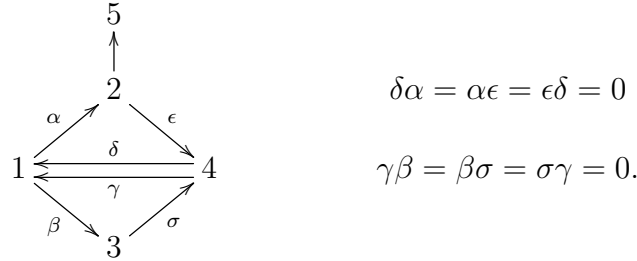 5
2
α ϵ
δα = αϵ = ϵδ = 0
δ
1 4
γ
γβ = βσ = σγ = 0.
β σ
3